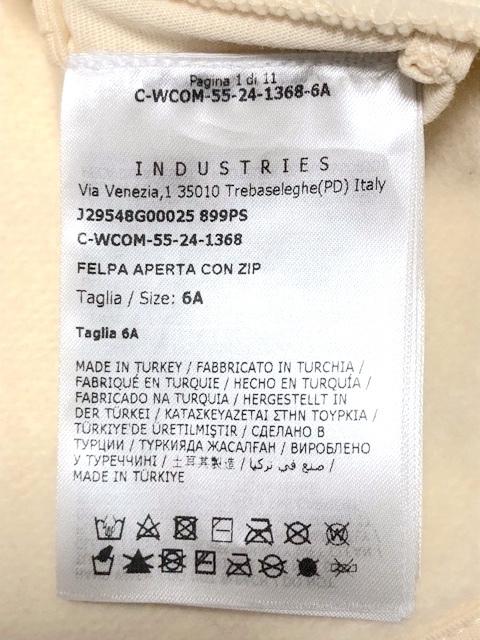 Pagina 1 di 11
C-WCOM-55-24-1368-6A
INDUSTRIES
Via Venezia,1 35010 Trebaseleghe(PD) Italy
J29548G00025 899PS
C-WCOM-55-24-1368
FELPA APERTA CON ZIP
Taglia / Size: 6A
Taglia 6A
MADE IN TURKEY / FABBRICATO IN TURCHIA /
FABRIQUÉ EN TURQUIE / HECHO EN TURQUÍA /
FABRICADO NA TURQUIA / HERGESTELLT IN
DER TÜRKEI / ΚΑΤΑΣΚΕΥΑΖΕΤΑΙ ΣΤΗΝ ΤΟΥΡΚΙΑ /
TÜRKİYE'DE ÜRETİLMİŞTİR / СДЕЛАНО В
ТУРЦИИ / ТҮРКИЯДА ЖАСАЛҒАН / ВИРОБЛЕНО
У ТУРЕЧЧИНІ / 土耳其製造 / صنع في تركيا /
MADE IN TÜRKİYE